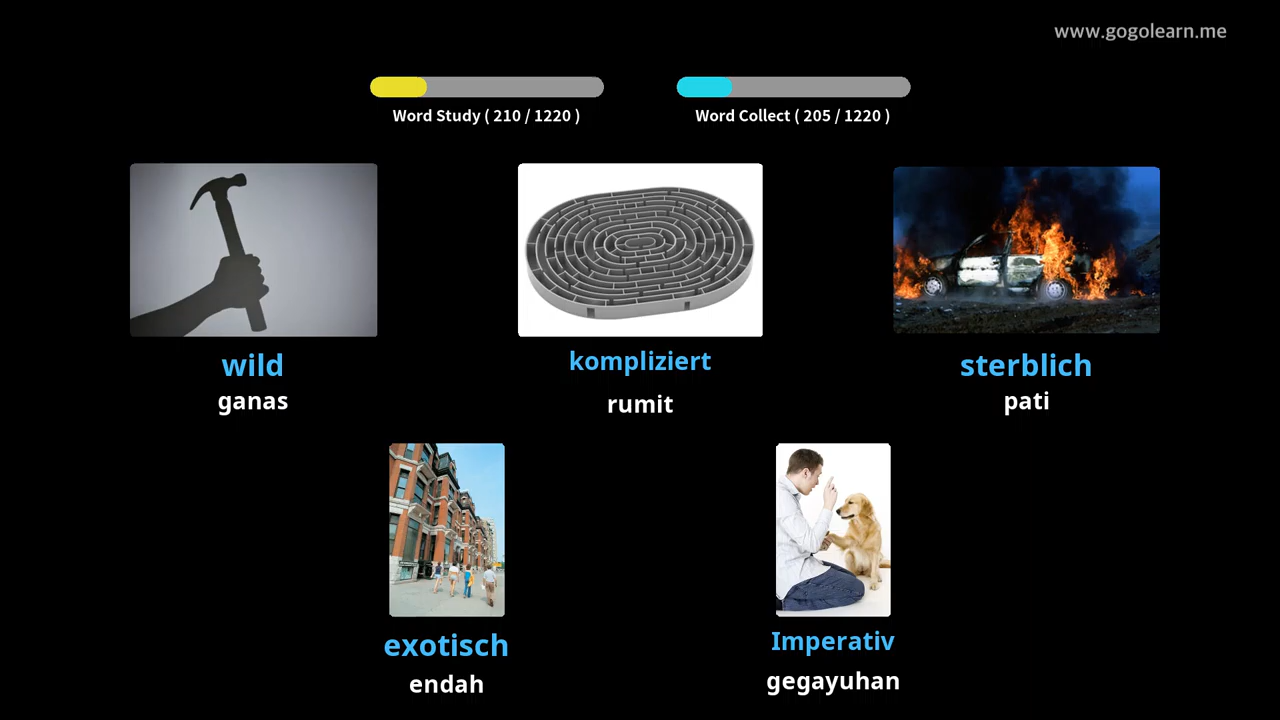 www.gogolearn.me
Word Study ( 210 / 1220 )
Word Collect ( 205 / 1220 )
wild
ganas
kompliziert
rumit
sterblich
pati
exotisch
endah
Imperativ
gegayuhan